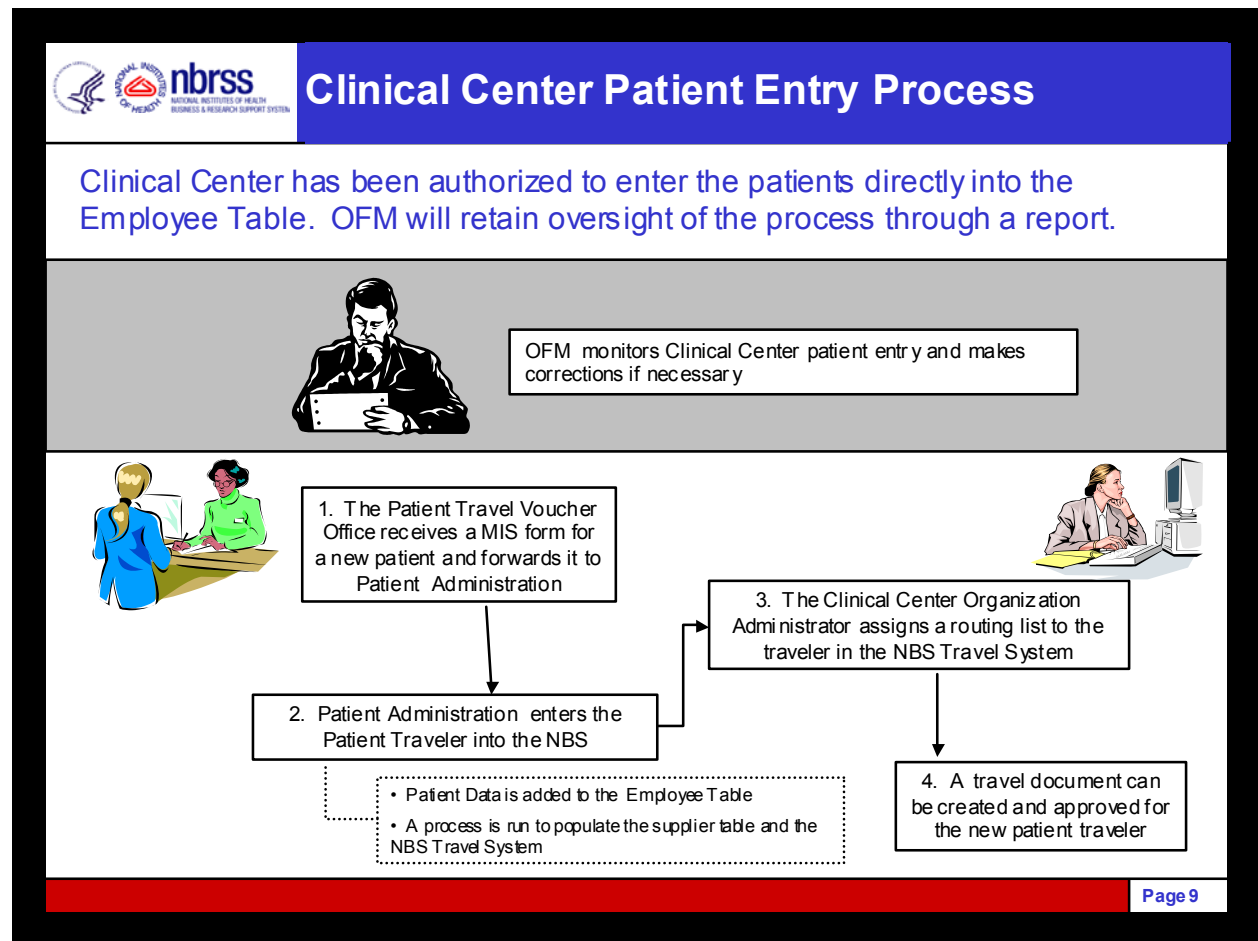 nbrss
NATIONAL INSTITUTES OF HEALTH
BUSINESS & RESEARCH SUPPORT SYSTEM
NATIONAL INSTITUTES
OF HEALTH
Clinical Center Patient Entry Process
Clinical Center has been authorized to enter the patients directly into the
Employee Table. OFM will retain oversight of the process through a report.
OFM monitors Clinical Center patient entry and makes
corrections if necessary
1. The Patient Travel Voucher
Office receives a MIS form for
a new patient and forwards it to
Patient Administration
2. Patient Administration enters the
Patient Traveler into the NBS
• Patient Data is added to the Employee Table
• A process is run to populate the supplier table and the
NBS Travel System
3. The Clinical Center Organization
Administrator assigns a routing list to the
traveler in the NBS Travel System
4. A travel document can
be created and approved for
the new patient traveler
Page 9